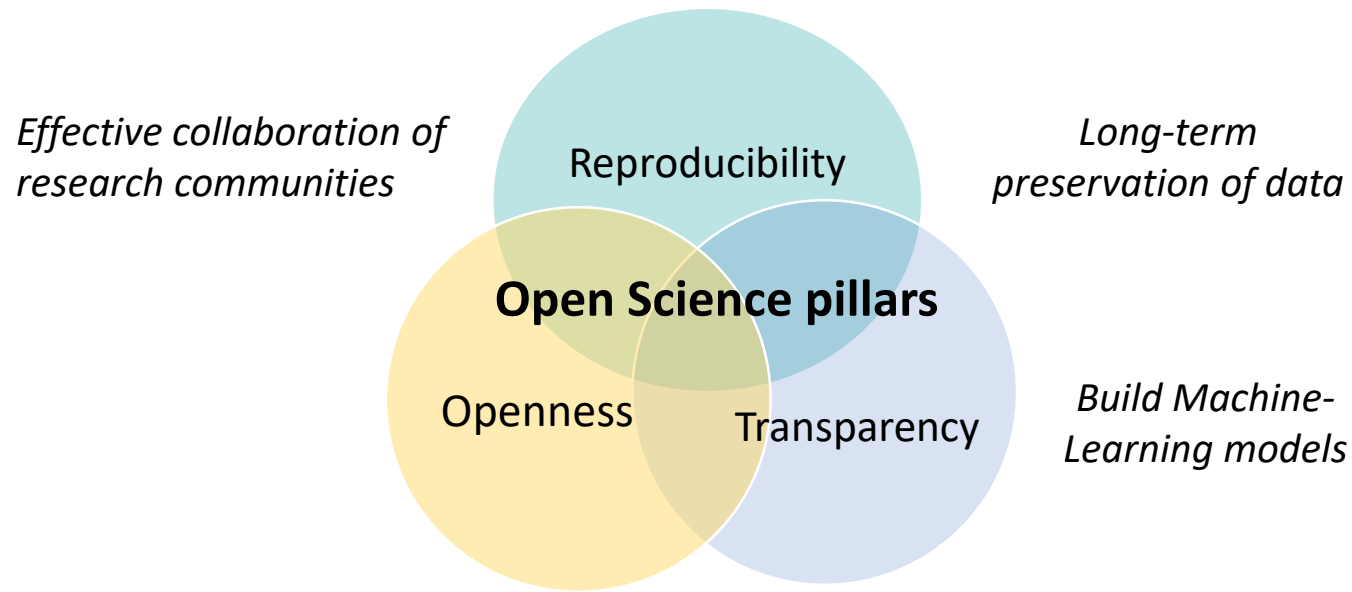 Effective collaboration of
research communities
Reproducibility
Long-term
preservation of data
Open Science pillars
Openness
Transparency
Build Machine-
Learning models